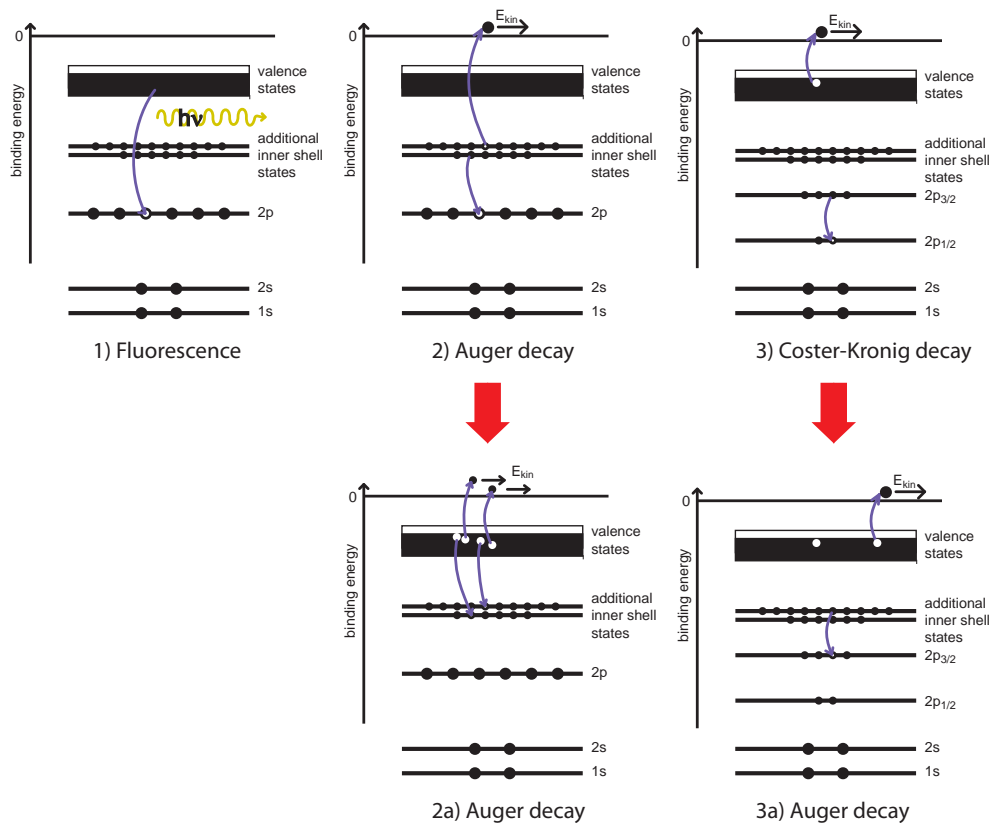 0
binding energy
valence
states
hν
additional
inner shell
states
2p
2s
1s
1) Fluorescence
E_kin
0
binding energy
valence
states
additional
inner shell
states
2p
2s
1s
2) Auger decay
E_kin
0
binding energy
valence
states
additional
inner shell
states
2p_3/2
2p_1/2
2s
1s
3) Coster-Kronig decay
E_kin
0
binding energy
valence
states
additional
inner shell
states
2p
2s
1s
2a) Auger decay
E_kin
0
binding energy
valence
states
additional
inner shell
states
2p_3/2
2p_1/2
2s
1s
3a) Auger decay